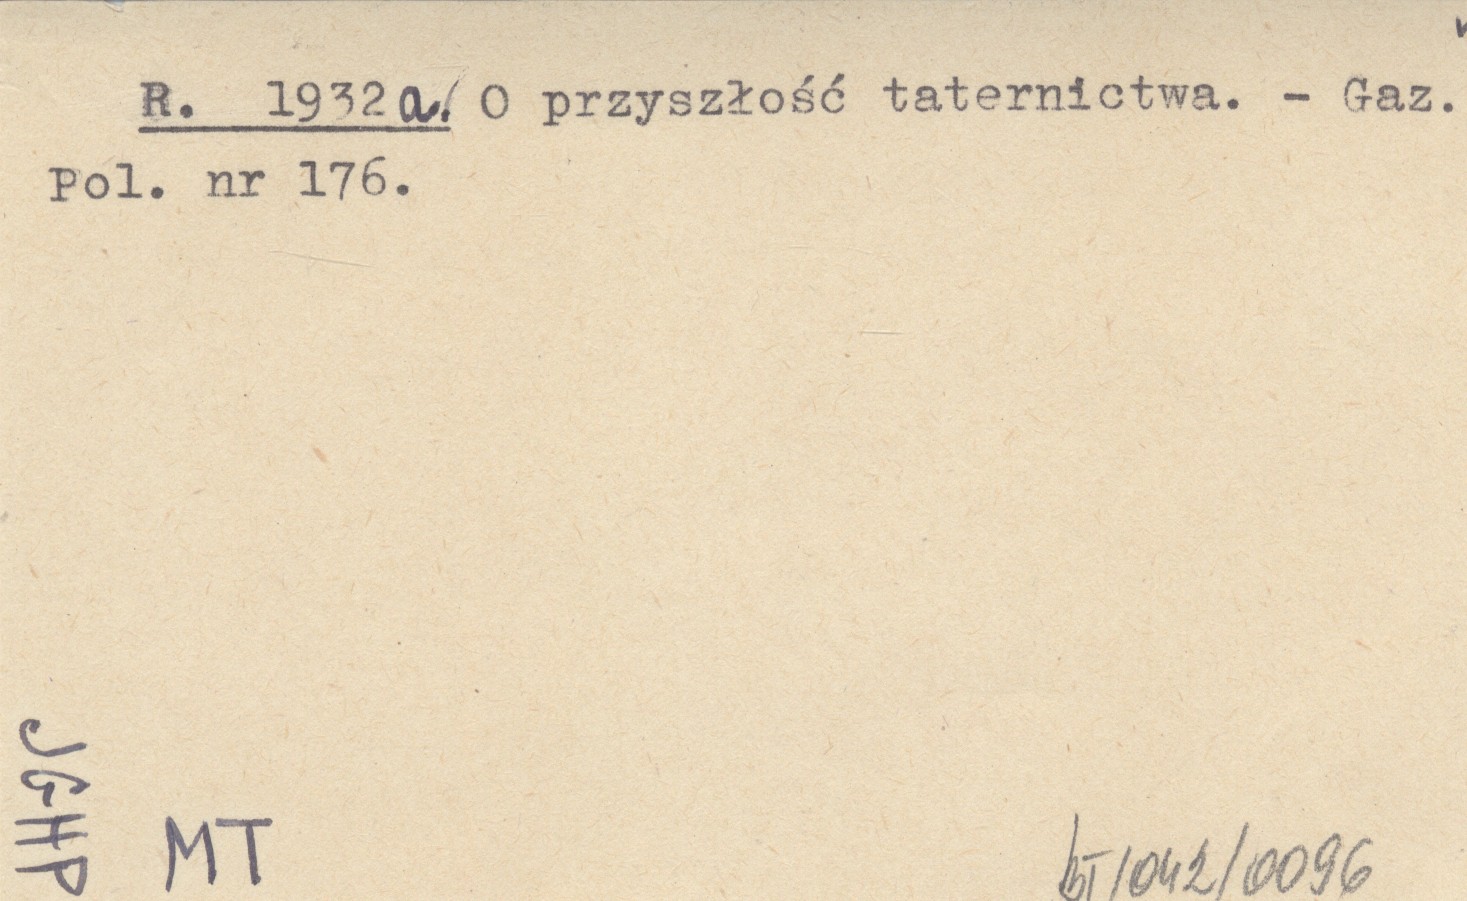 R. 1932a. O przyszłość taternictwa. - Gaz.
Pol. nr 176.
JGHP
MT
bT/042/0096